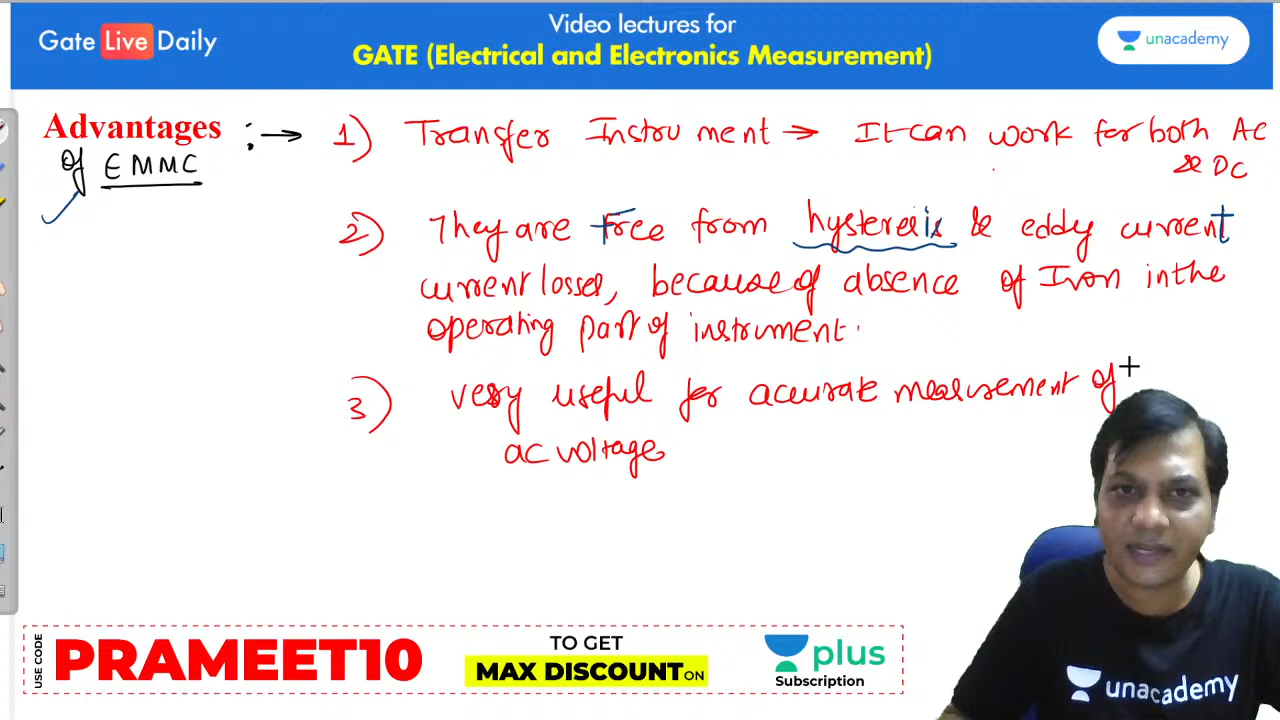 Gate Live Daily
Video lectures for
GATE (Electrical and Electronics Measurement)
unacademy
Advantages :→
of EMMC
1) Transfer Instrument → It can work for both AC
& DC
2) They are Free from hysteresis & eddy current
current losses, because of absence of Iron in the
operating part of instrument.
3) very useful for accurate measurement of
ac voltage
USE CODE
PRAMEET10
TO GET
MAX DISCOUNT ON
plus
Subscription
unacademy